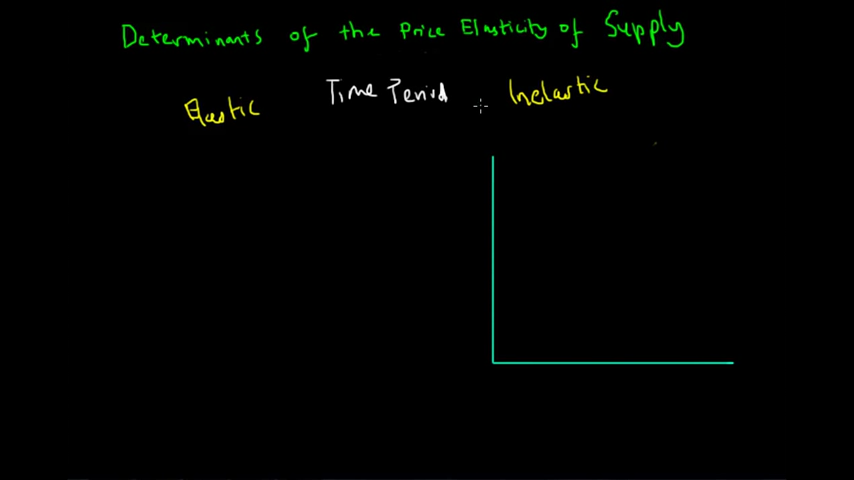 Determinants of the Price Elasticity of Supply
Elastic Time Period Inelastic